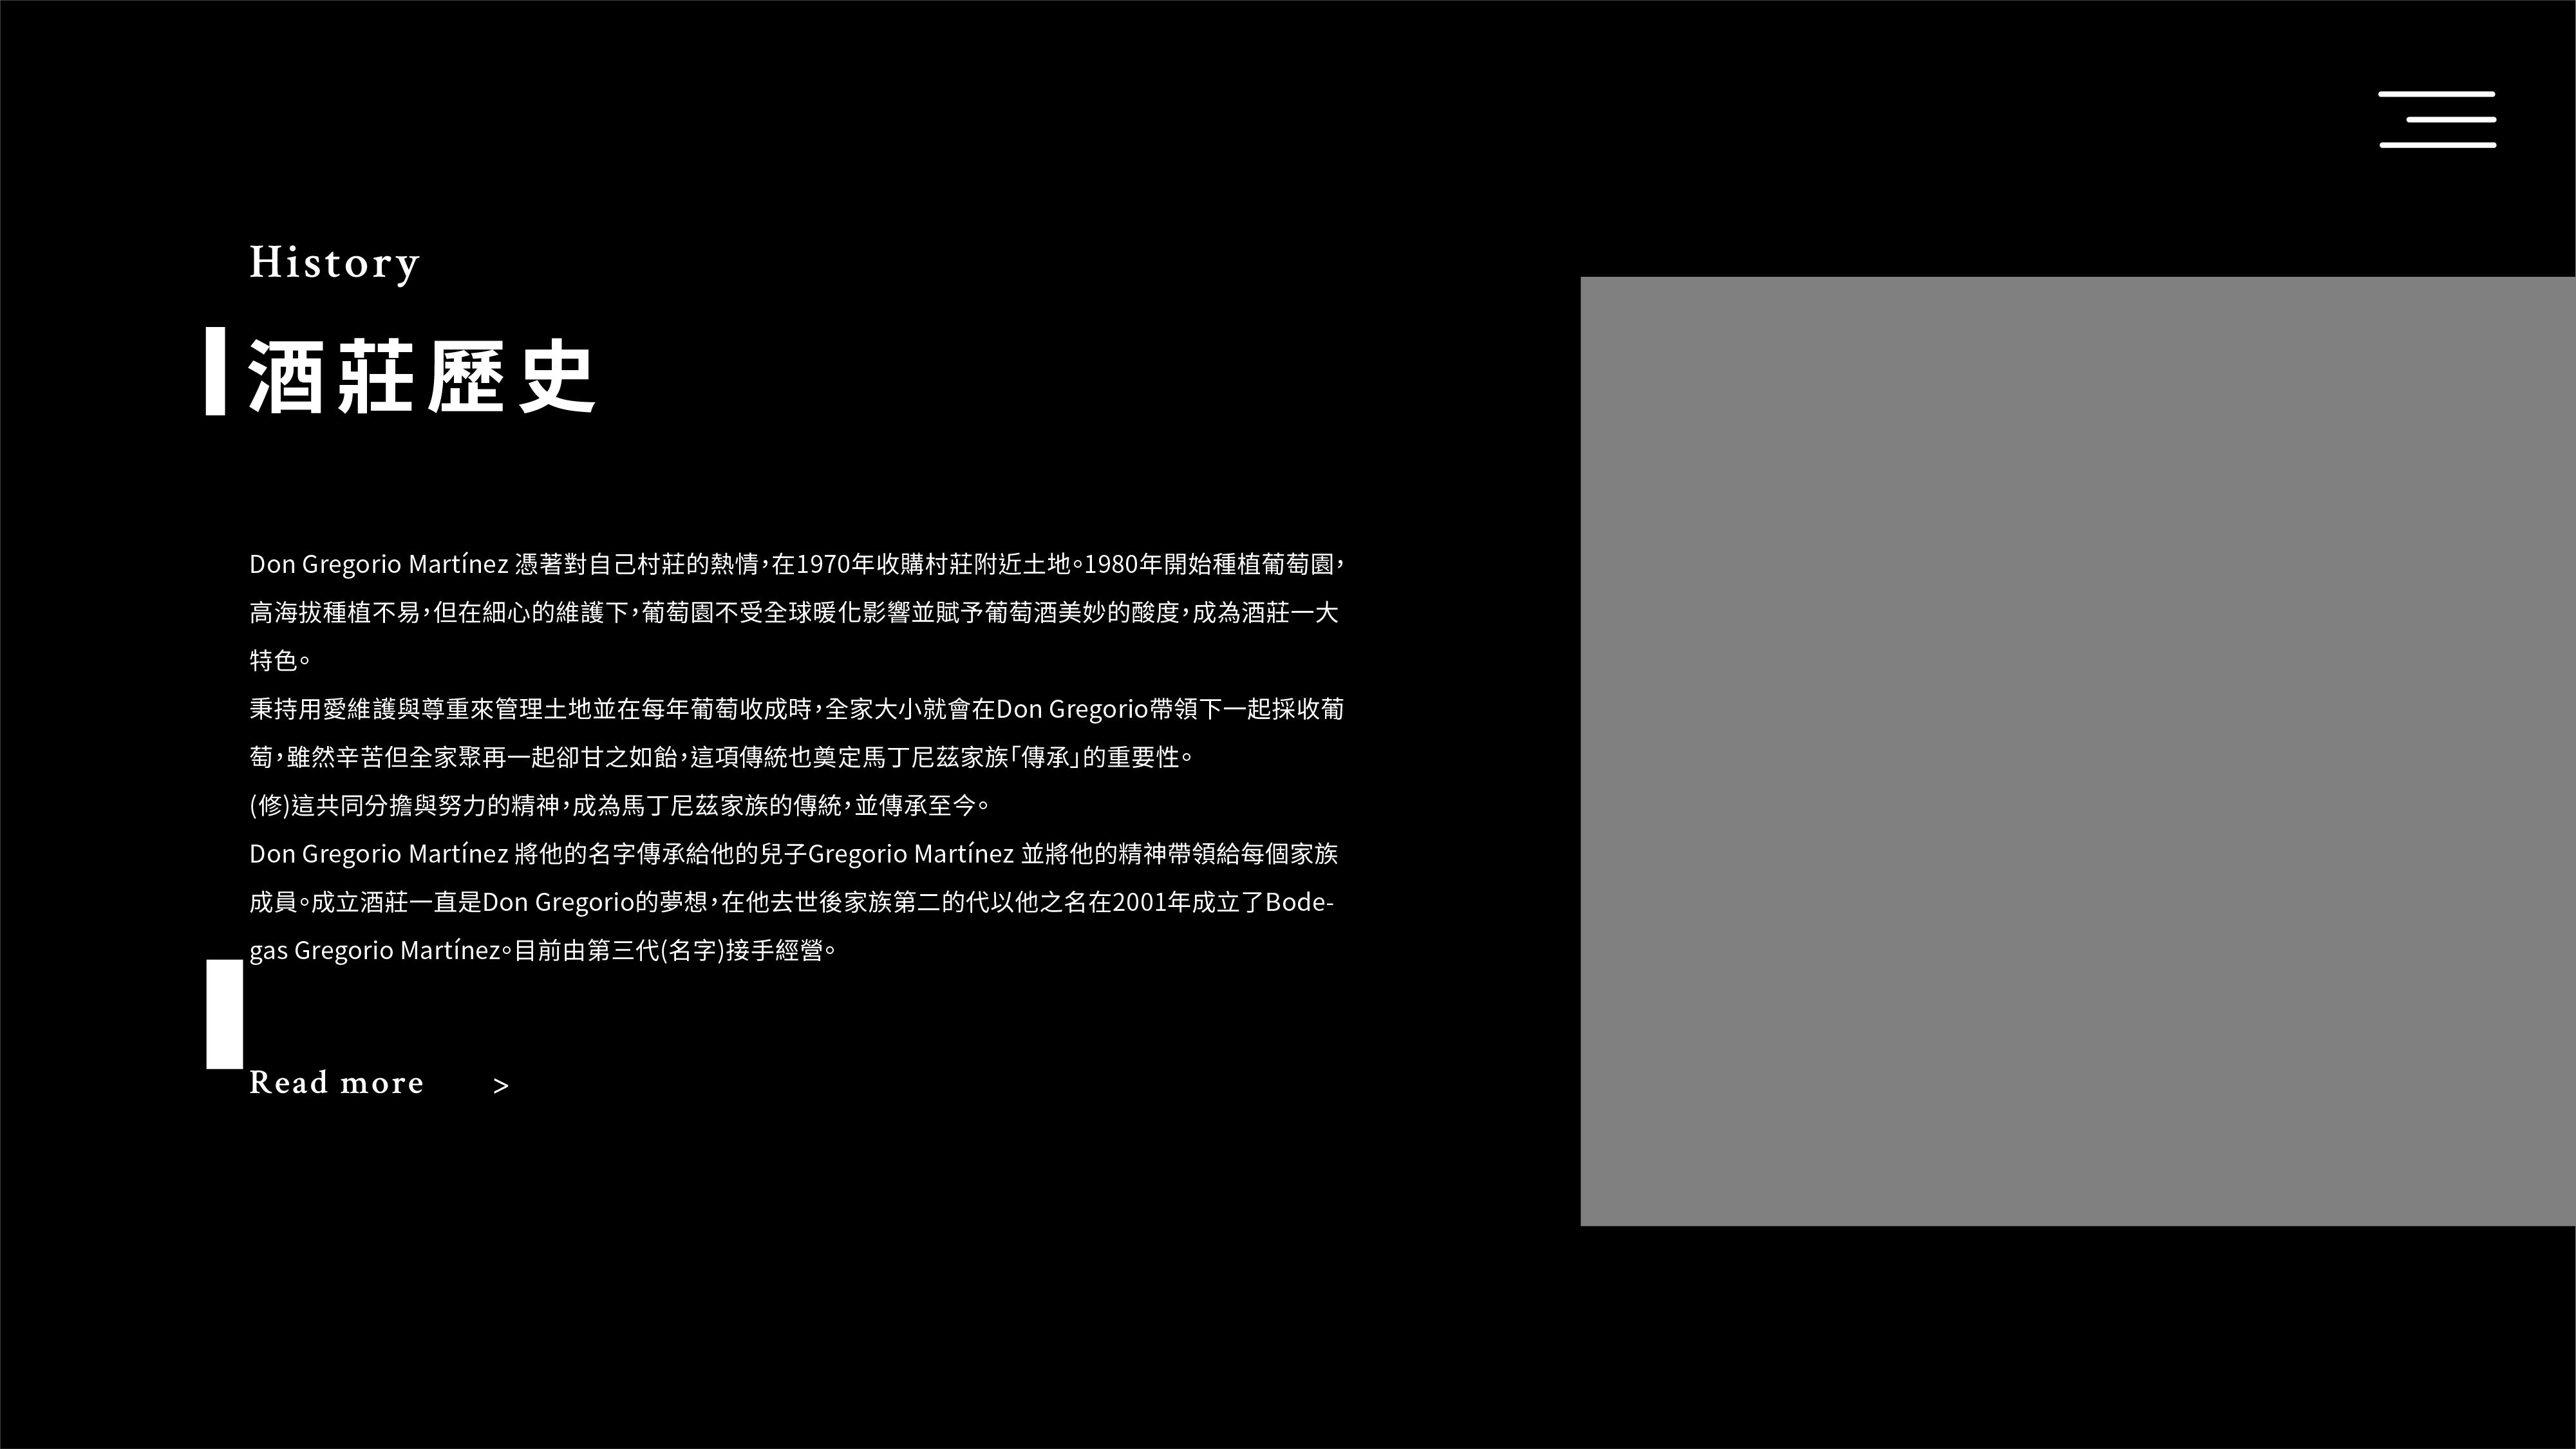 History
酒莊歷史
Don Gregorio Martínez 憑著對自己村莊的熱情，在1970年收購村莊附近土地。1980年開始種植葡萄園，
高海拔種植不易，但在細心的維護下，葡萄園不受全球暖化影響並賦予葡萄酒美妙的酸度，成為酒莊一大
特色。
秉持用愛維護與尊重來管理土地並在每年葡萄收成時，全家大小就會在Don Gregorio帶領下一起採收葡
萄，雖然辛苦但全家聚再一起卻甘之如飴，這項傳統也奠定馬丁尼茲家族「傳承」的重要性。
(修)這共同分擔與努力的精神，成為馬丁尼茲家族的傳統，並傳承至今。
Don Gregorio Martínez 將他的名字傳承給他的兒子Gregorio Martínez 並將他的精神帶領給每個家族
成員。成立酒莊一直是Don Gregorio的夢想，在他去世後家族第二的代以他之名在2001年成立了Bode-
gas Gregorio Martínez。目前由第三代(名字)接手經營。
Read more >